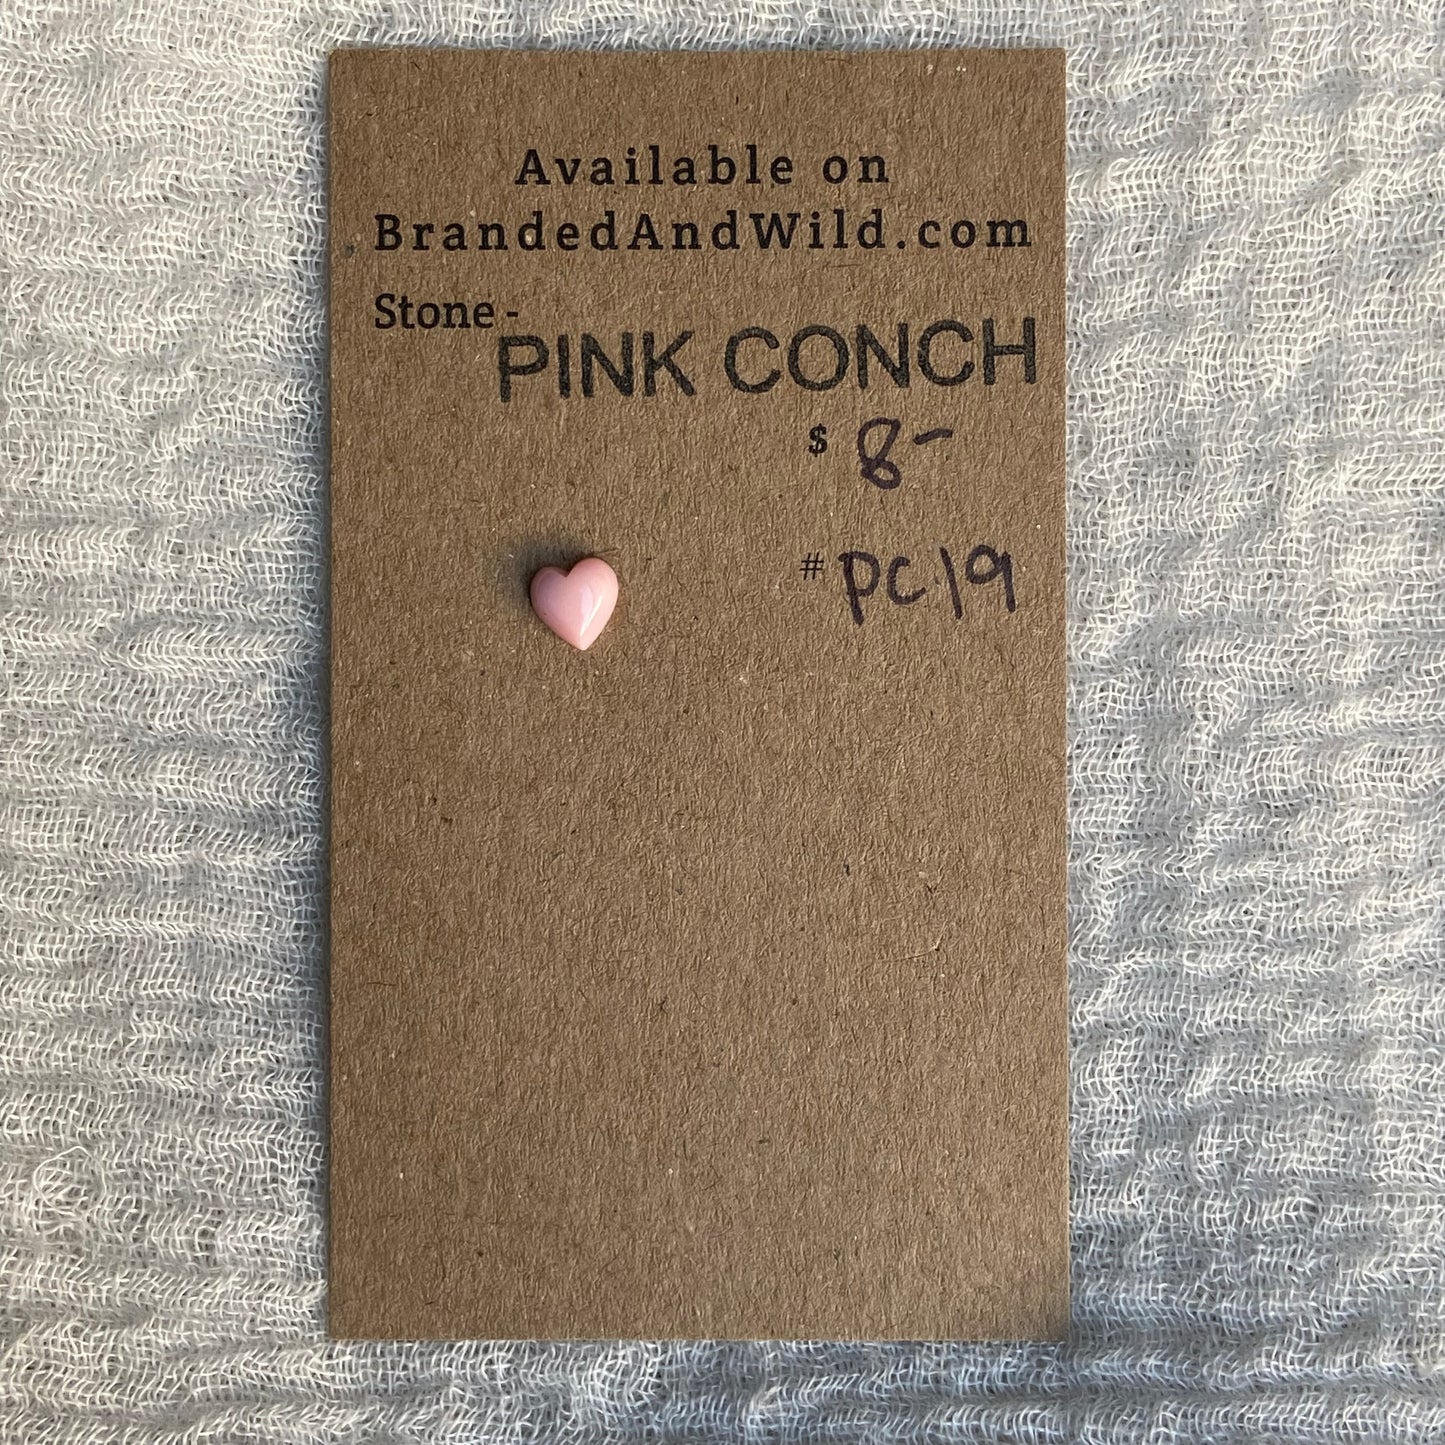 Available on
BrandedAndWild.com
Stone -
PINK CONCH
$ 8-
# PC19